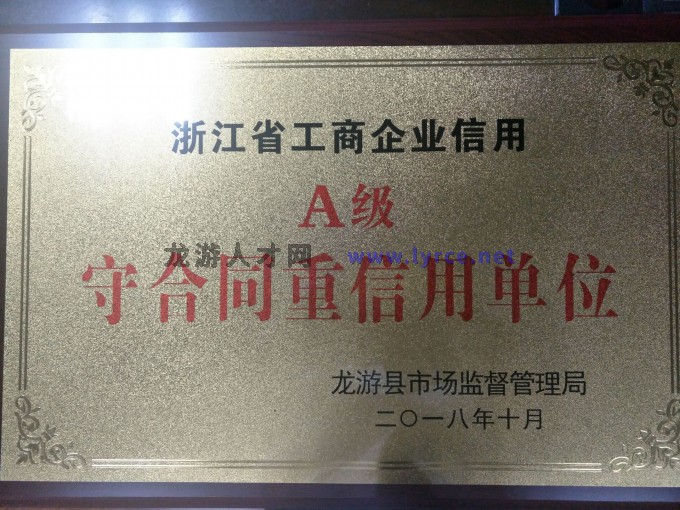 浙江省工商企业信用
A级
龙游人才网 www.lyrcw.net
守合同重信用单位
龙游县市场监督管理局
二〇一八年十月